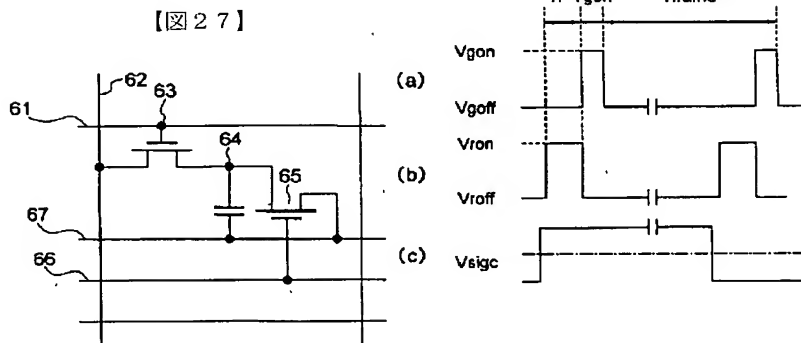 【図27】
62
63
61
64
65
67
66
(a)
Vgon
Vgoff
(b)
Vron
Vroff
(c)
Vsigc